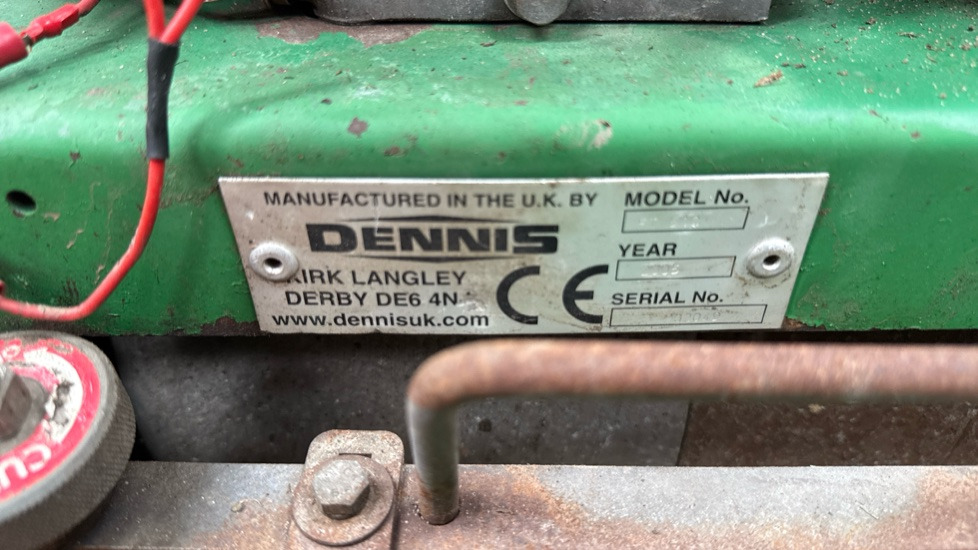 MANUFACTURED IN THE U.K. BY
DENNIS
KIRK LANGLEY
DERBY DE6 4N
www.dennisuk.com
CE
MODEL No.
YEAR
SERIAL No.
CU